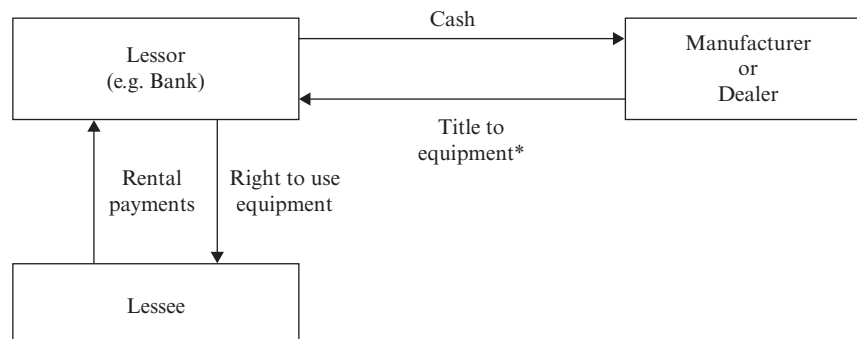 Cash
Lessor
(e.g. Bank)
Manufacturer
or
Dealer
Title to
equipment*
Rental
payments
Right to use
equipment
Lessee